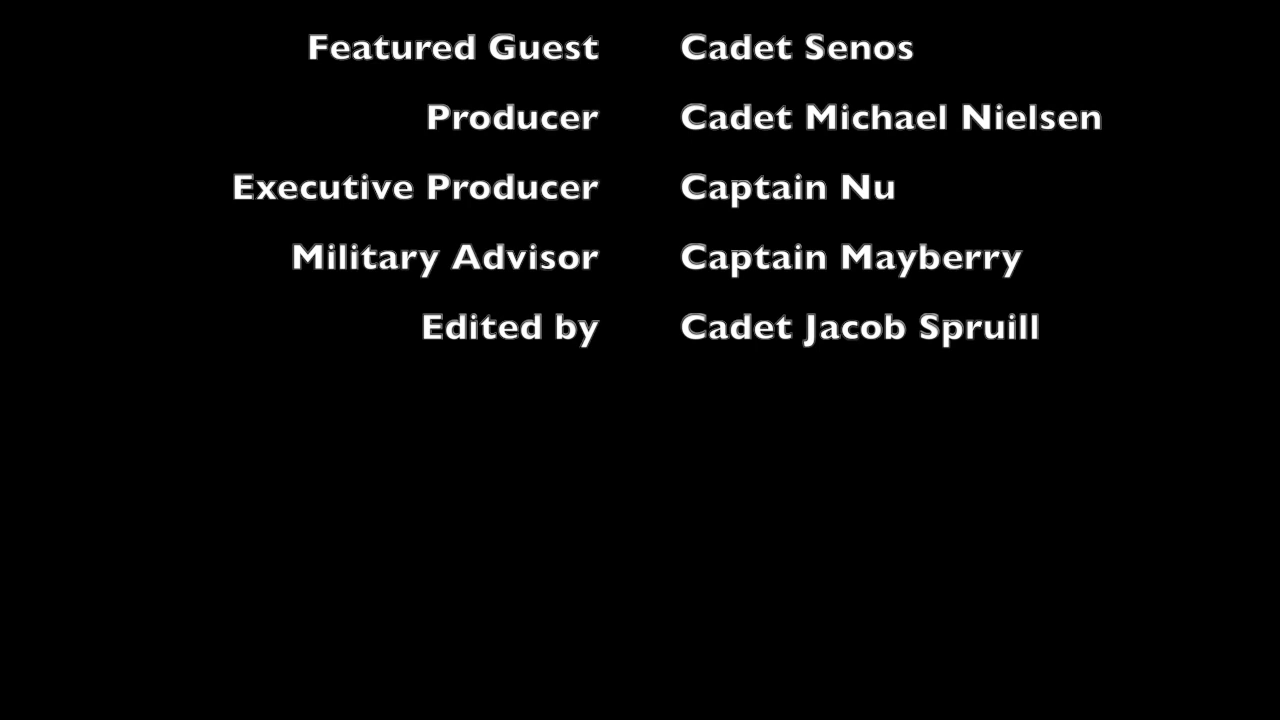 Featured Guest Cadet Senos
Producer Cadet Michael Nielsen
Executive Producer Captain Nu
Military Advisor Captain Mayberry
Edited by Cadet Jacob Spruill